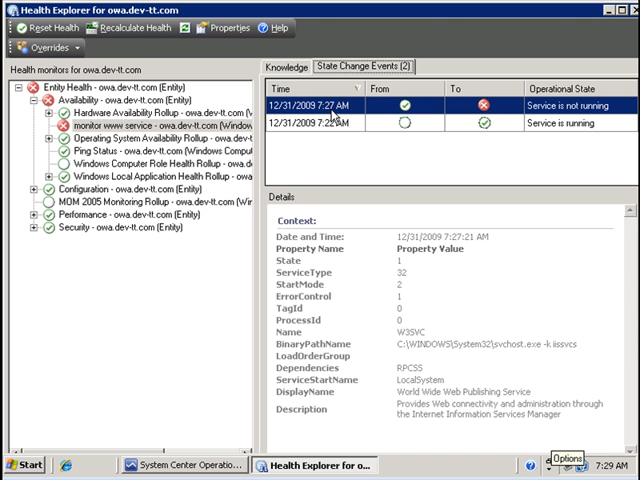 Health Explorer for owa.dev-tt.com
Reset Health Recalculate Health Properties Help
Overrides
Health monitors for owa.dev-tt.com (Entity)
Entity Health - owa.dev-tt.com (Entity)
Availability - owa.dev-tt.com (Entity)
Hardware Availability Rollup - owa.dev-tt.com (V
monitor www service - owa.dev-tt.com (Window
Operating System Availability Rollup - owa.dev-tt
Ping Status - owa.dev-tt.com (Windows Compu
Windows Computer Role Health Rollup - owa.d
Windows Local Application Health Rollup - owa.d
Configuration - owa.dev-tt.com (Entity)
MOM 2005 Monitoring Rollup - owa.dev-tt.com (Wir
Performance - owa.dev-tt.com (Entity)
Security - owa.dev-tt.com (Entity)
Knowledge State Change Events (2)
Time From To Operational State
12/31/2009 7:27 AM Service is not running
12/31/2009 7:22 AM Service is running
Details
Context:
Date and Time: 12/31/2009 7:27:21 AM
Property Name Property Value
State 1
ServiceType 32
StartMode 2
ErrorControl 1
TagId 0
ProcessId 0
Name W3SVC
BinaryPathName C:\WINDOWS\System32\svchost.exe -k iissvcs
LoadOrderGroup
Dependencies RPCSS
ServiceStartName LocalSystem
DisplayName World Wide Web Publishing Service
Description Provides Web connectivity and administration through
the Internet Information Services Manager
Options
Start System Center Operatio... Health Explorer for o... 7:29 AM